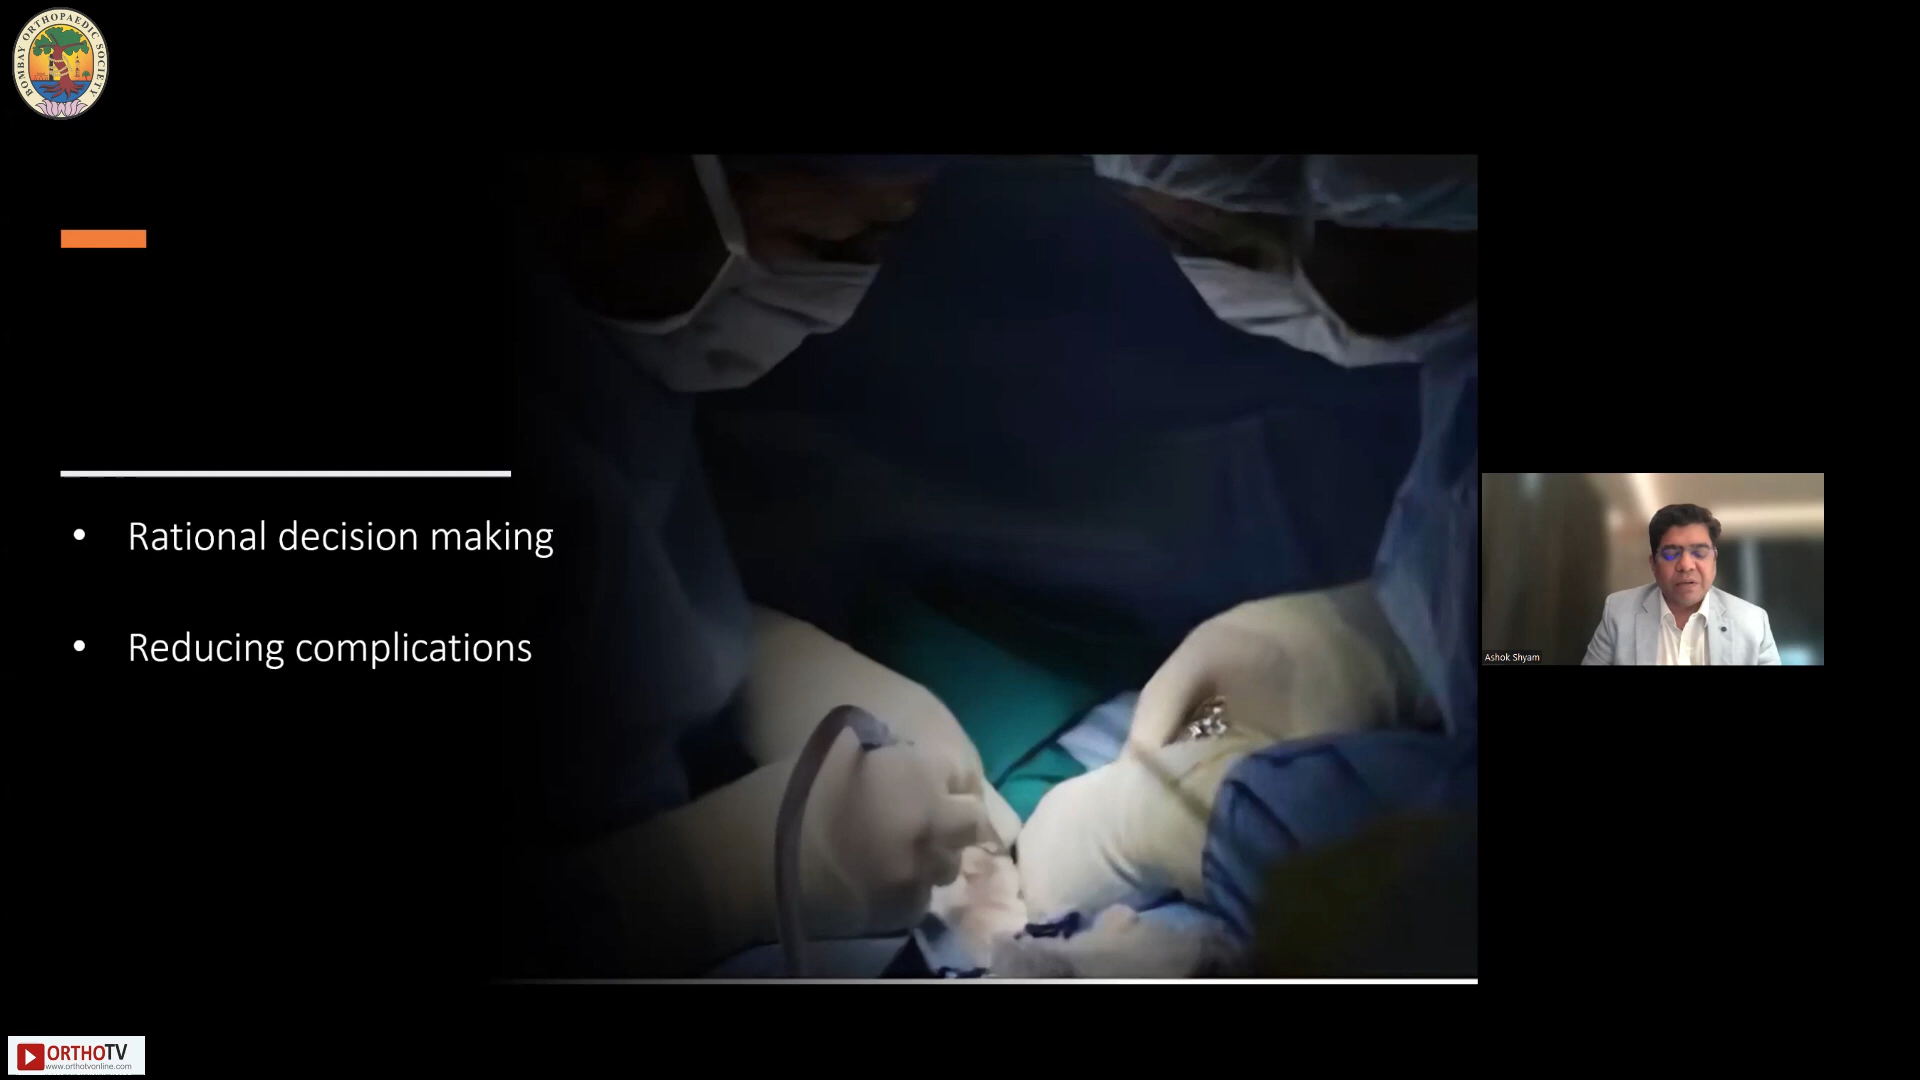 BOMBAY ORTHOPAEDIC SOCIETY
• Rational decision making
• Reducing complications
Ashok Shyam
ORTHOTV
www.orthotvonline.com